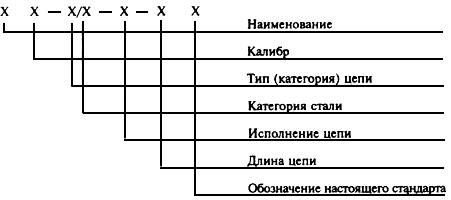 Х Х — Х/Х — Х — Х Х
Наименование
Калибр
Тип (категория) цепи
Категория стали
Исполнение цепи
Длина цепи
Обозначение настоящего стандарта